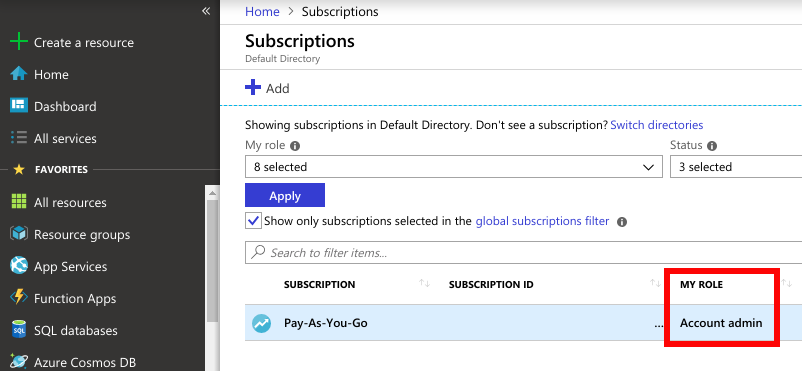 «
Create a resource
Home
Dashboard
All services
FAVORITES
All resources
Resource groups
App Services
Function Apps
SQL databases
Azure Cosmos DB
Home > Subscriptions
Subscriptions
Default Directory
Add
Showing subscriptions in Default Directory. Don't see a subscription? Switch directories
My role
Status
8 selected
3 selected
Apply
Show only subscriptions selected in the global subscriptions filter
Search to filter items...
SUBSCRIPTION SUBSCRIPTION ID MY ROLE
Pay-As-You-Go ... Account admin